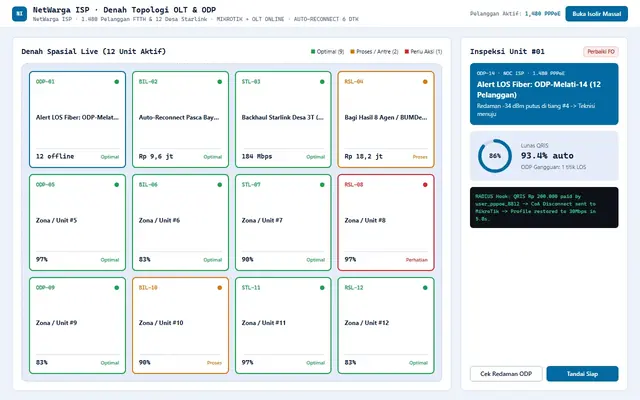 NI
NetWarga ISP · Denah Topologi OLT & ODP
NetWarga ISP · 1.480 Pelanggan FTTH & 12 Desa Starlink · MIKROTIK + OLT ONLINE · AUTO-RECONNECT 6 DTK
Pelanggan Aktif: 1,480 PPPoE
Buka Isolir Massal
Denah Spasial Live (12 Unit Aktif)
Optimal (9)
Proses / Antre (2)
Perlu Aksi (1)
ODP-01
Alert LOS Fiber: ODP-Melat...
12 offline
Optimal
BIL-02
Auto-Reconnect Pasca Bay...
Rp 9,6 jt
Optimal
STL-03
Backhaul Starlink Desa 3T (...
184 Mbps
Optimal
RSL-04
Bagi Hasil 8 Agen / BUMDe...
Rp 18,2 jt
Proses
ODP-05
Zona / Unit #5
97%
Optimal
BIL-06
Zona / Unit #6
83%
Optimal
STL-07
Zona / Unit #7
90%
Optimal
RSL-08
Zona / Unit #8
97%
Perhatian
ODP-09
Zona / Unit #9
83%
Optimal
BIL-10
Zona / Unit #10
90%
Proses
STL-11
Zona / Unit #11
97%
Optimal
RSL-12
Zona / Unit #12
83%
Optimal
Inspeksi Unit #01
Perbaiki FO
ODP-14 · NOC ISP · 1.480 PPPoE
Alert LOS Fiber: ODP-Melati-14 (12
Pelanggan)
Redaman -34 dBm putus di tiang #4 -> Teknisi
menuju
86%
Lunas QRIS
93.4% auto
ODP Gangguan: 1 titik LOS
RADIUS Hook: QRIS Rp 200.000 paid by
user_pppoe_8812 -> CoA Disconnect sent to
MikroTik -> Profile restored to 30Mbps in
5.8s.
Cek Redaman ODP
Tandai Siap